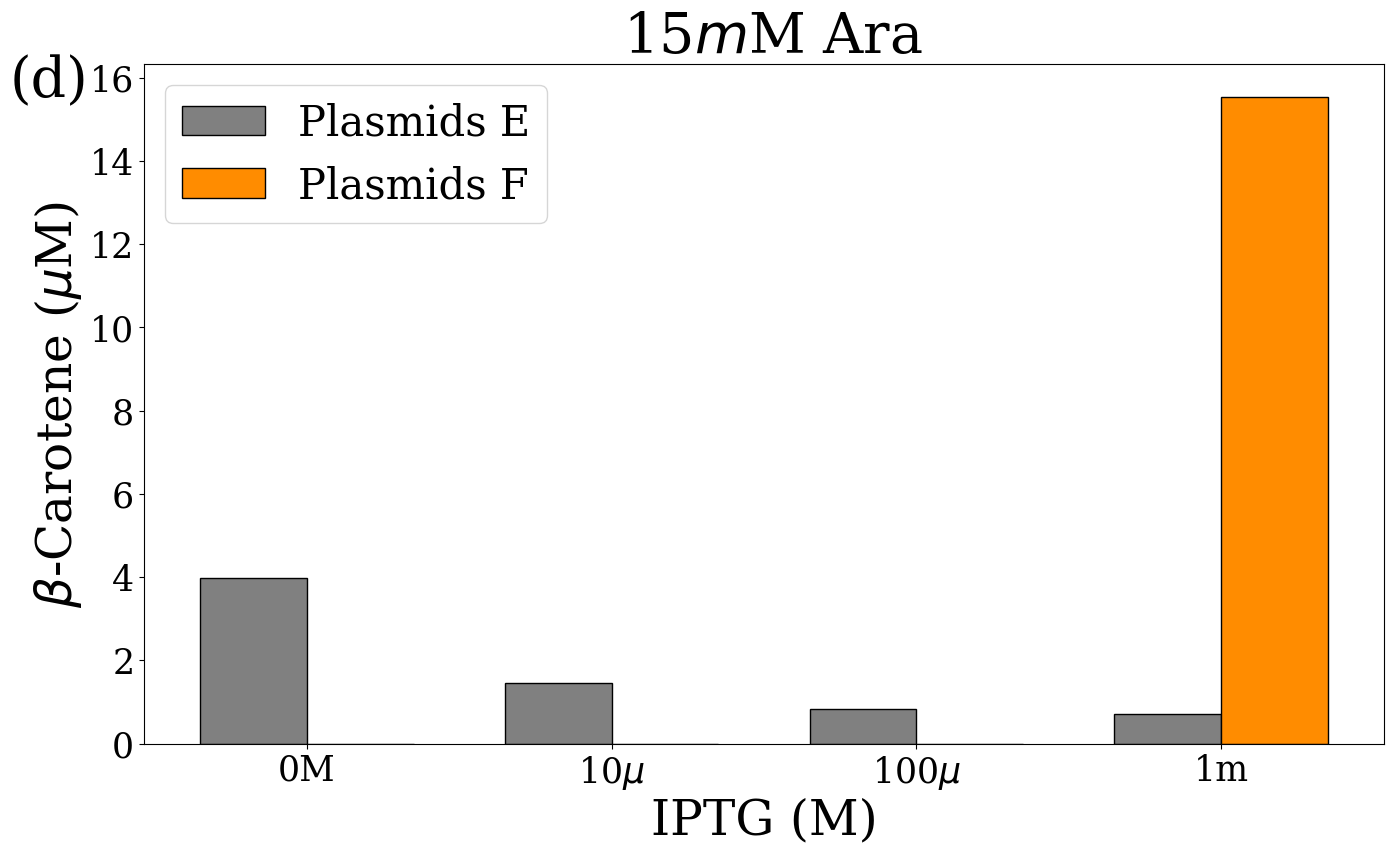 15mM Ara
(d)
16
14
12
10
8
6
4
2
0
β-Carotene (μM)
Plasmids E
Plasmids F
0M 10μ 100μ 1m
IPTG (M)